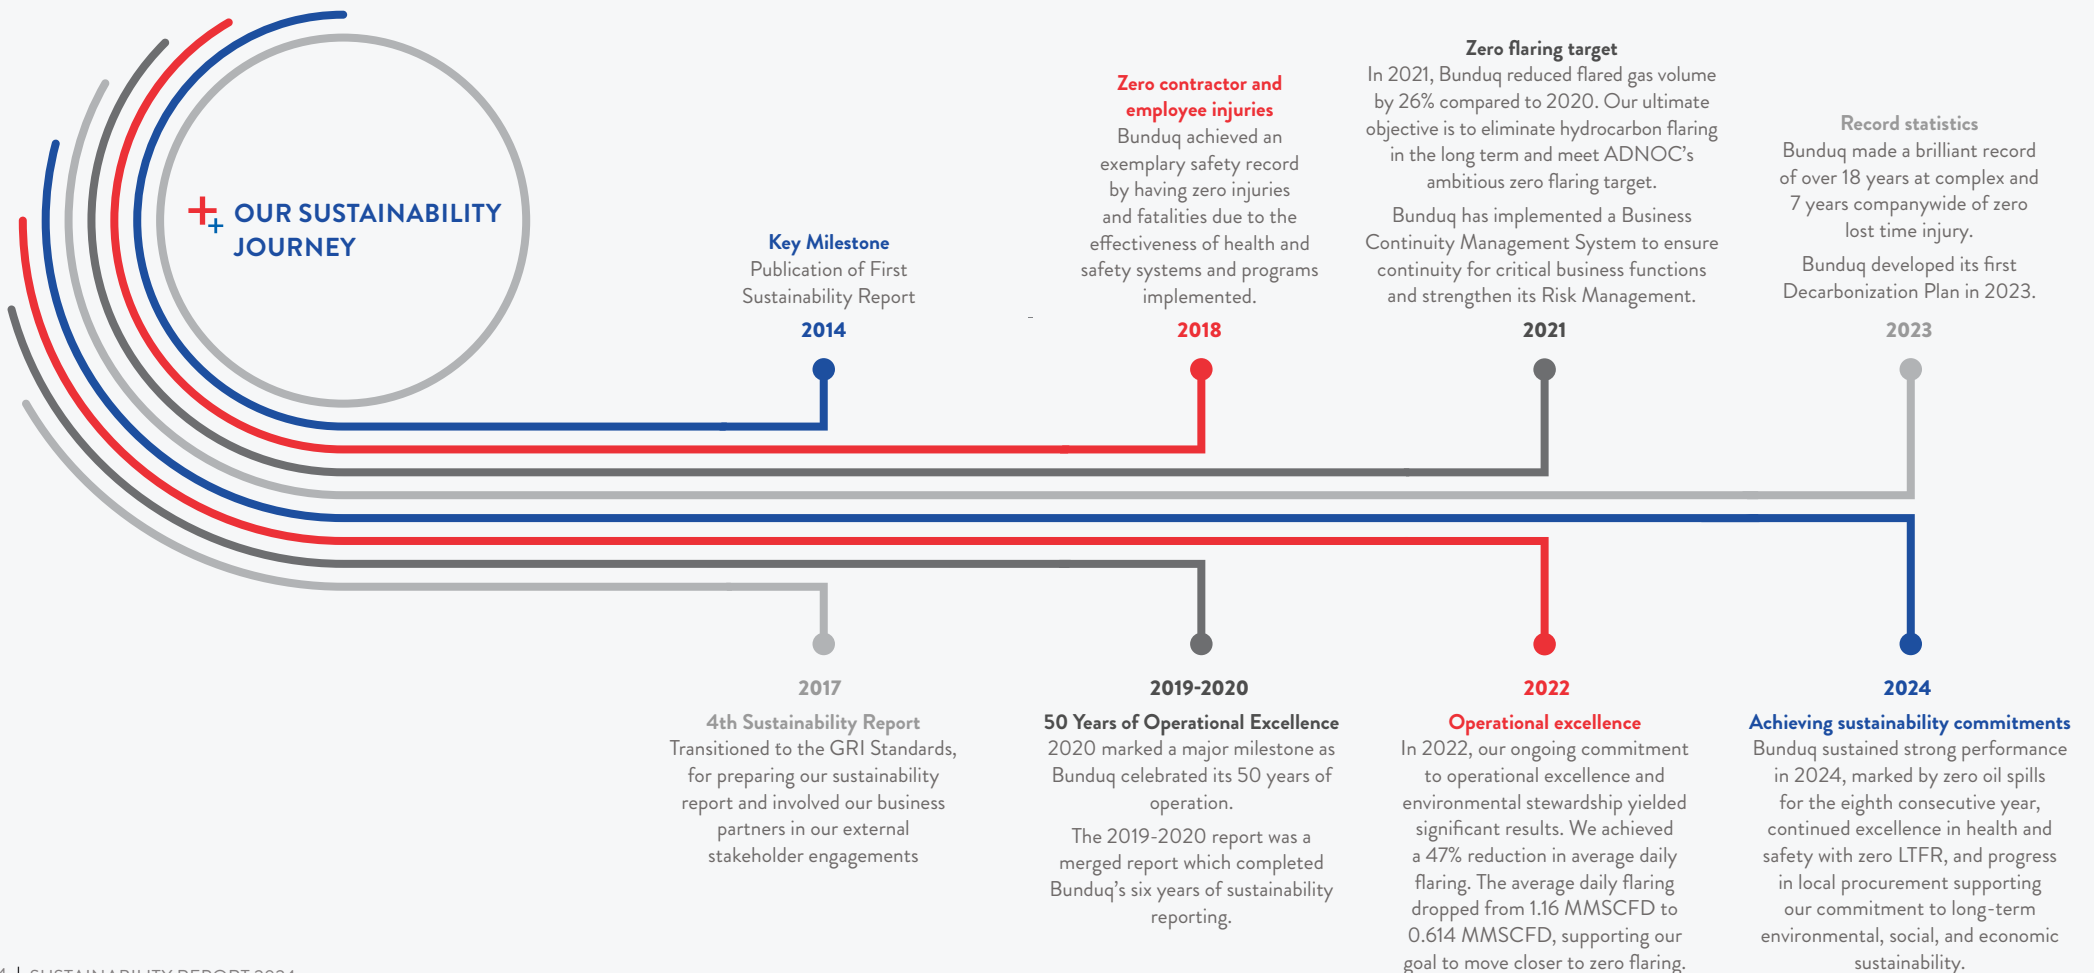 OUR SUSTAINABILITY
JOURNEY
Key Milestone
Publication of First
Sustainability Report
2014
Zero contractor and
employee injuries
Bunduq achieved an
exemplary safety record
by having zero injuries
and fatalities due to the
effectiveness of health and
safety systems and programs
implemented.
2018
Zero flaring target
In 2021, Bunduq reduced flared gas volume
by 26% compared to 2020. Our ultimate
objective is to eliminate hydrocarbon flaring
in the long term and meet ADNOC's
ambitious zero flaring target.
Bunduq has implemented a Business
Continuity Management System to ensure
continuity for critical business functions
and strengthen its Risk Management.
2021
Record statistics
Bunduq made a brilliant record
of over 18 years at complex and
7 years companywide of zero
lost time injury.
Bunduq developed its first
Decarbonization Plan in 2023.
2023
2017
4th Sustainability Report
Transitioned to the GRI Standards,
for preparing our sustainability
report and involved our business
partners in our external
stakeholder engagements
2019-2020
50 Years of Operational Excellence
2020 marked a major milestone as
Bunduq celebrated its 50 years of
operation.
The 2019-2020 report was a
merged report which completed
Bunduq's six years of sustainability
reporting.
2022
Operational excellence
In 2022, our ongoing commitment
to operational excellence and
environmental stewardship yielded
significant results. We achieved
a 47% reduction in average daily
flaring. The average daily flaring
dropped from 1.16 MMSCFD to
0.614 MMSCFD, supporting our
goal to move closer to zero flaring.
2024
Achieving sustainability commitments
Bunduq sustained strong performance
in 2024, marked by zero oil spills
for the eighth consecutive year,
continued excellence in health and
safety with zero LTFR, and progress
in local procurement supporting
our commitment to long-term
environmental, social, and economic
sustainability.
SUSTAINABILITY REPORT 2024